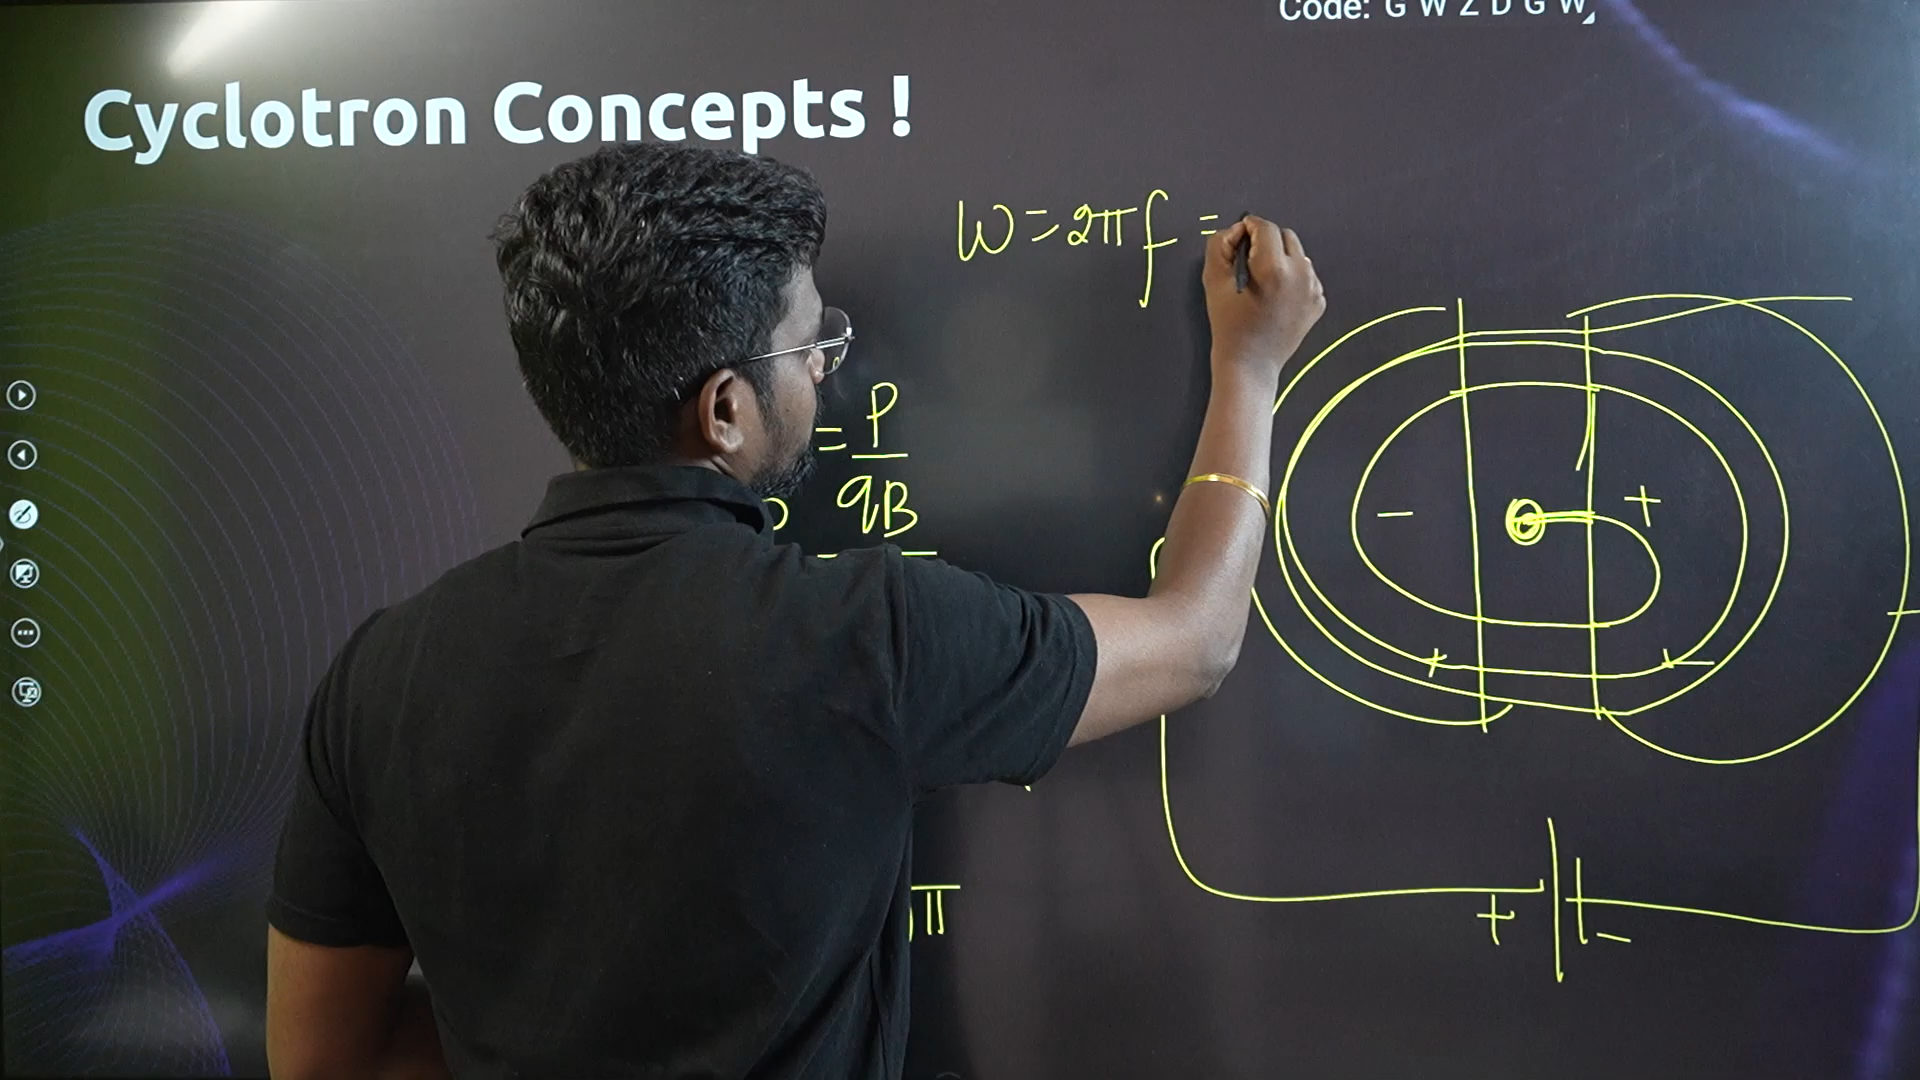 Code: G W Z D G W
Cyclotron Concepts !
W = 2πf =
= P
qB
- +
π
+ -